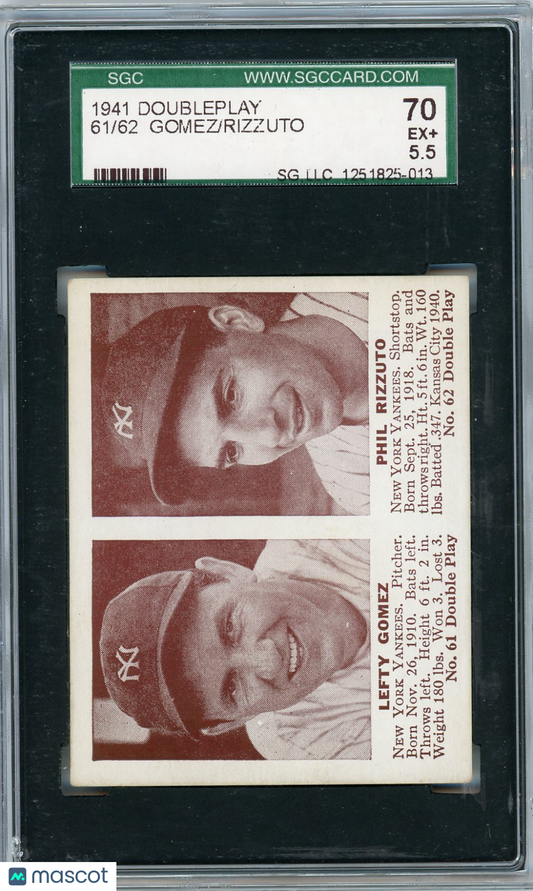 SGC WWW.SGCCARD.COM
1941 DOUBLEPLAY 70
61/62 GOMEZ/RIZZUTO EX+
5.5
SG LLC 1251825-013
LEFTY GOMEZ
NEW YORK YANKEES. Pitcher.
Born Nov. 26, 1910. Bats left.
Throws left. Height 6 ft. 2 in.
Weight 180 lbs. Won 3, Lost 3.
No. 61 Double Play
PHIL RIZZUTO
NEW YORK YANKEES. Shortstop,
Born Sept. 25, 1918. Bats and
throws right. Ht. 5 ft. 6 in. Wt. 160
lbs. Batted .347, Kansas City 1940.
No. 62 Double Play
NY
NY
mascot